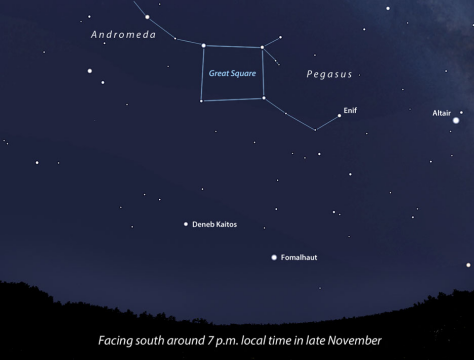 Andromeda
Great Square
Pegasus
Enif
Altair
Deneb Kaitos
Fomalhaut
Facing south around 7 p.m. local time in late November